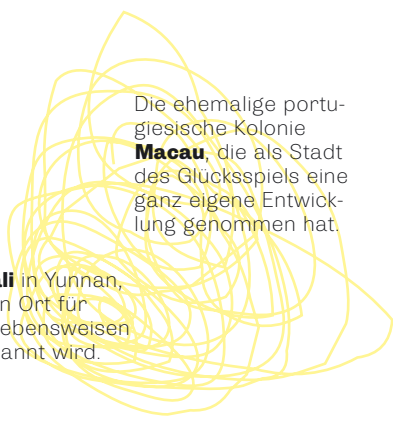 Die ehemalige portu-
giesische Kolonie
Macau, die als Stadt
des Glücksspiels eine
ganz eigene Entwick-
lung genommen hat.
li in Yunnan,
n Ort für
ebensweisen
annt wird.